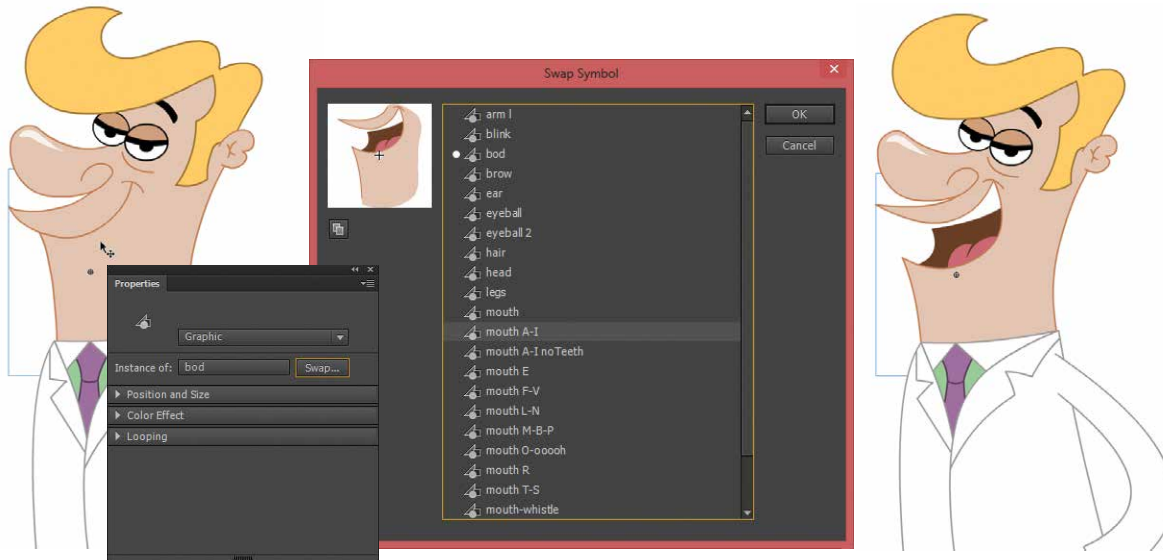 Swap Symbol
arm l
blink
bod
brow
ear
eyeball
eyeball 2
hair
head
legs
mouth
mouth A-I
mouth A-I noTeeth
mouth E
mouth F-V
mouth L-N
mouth M-B-P
mouth O-ooooh
mouth R
mouth T-S
mouth-whistle
OK
Cancel
Properties
Graphic
Instance of: bod Swap...
Position and Size
Color Effect
Looping